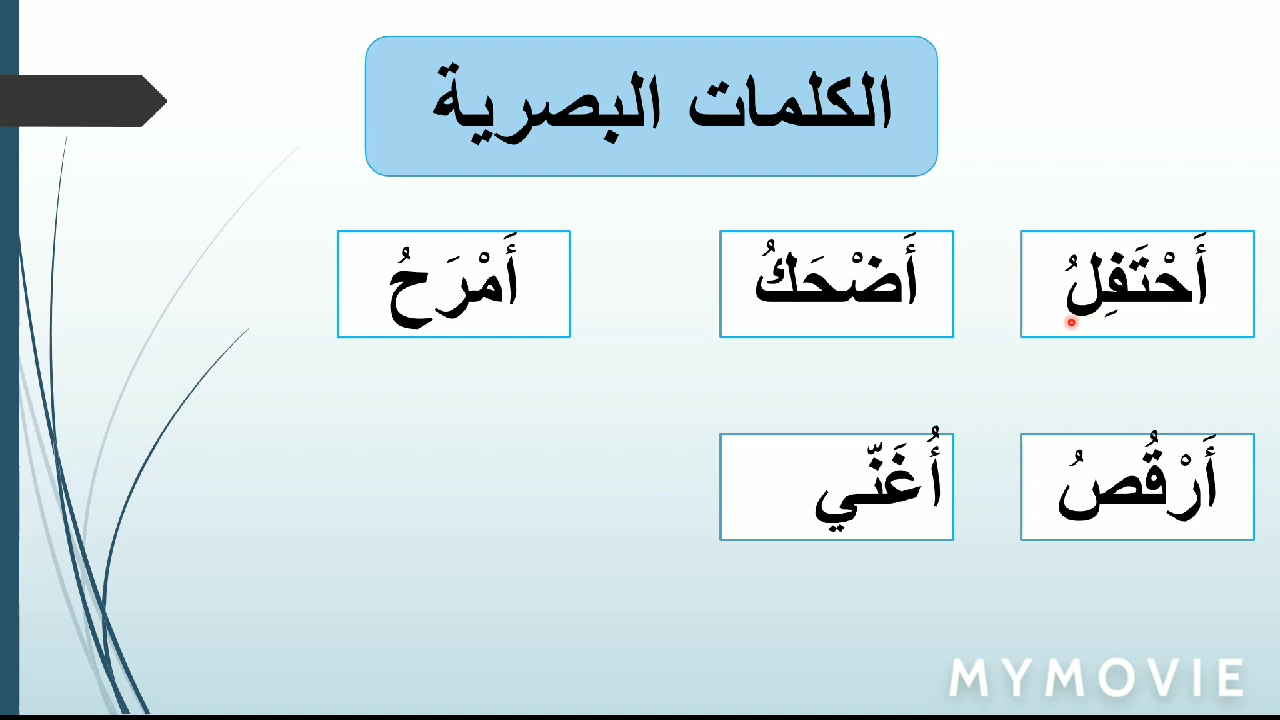 الكلمات البصرية
أَحْتَفِلُ أَضْحَكُ أَمْرَحُ
أَرْقُصُ أُغَنّي
MYMOVIE